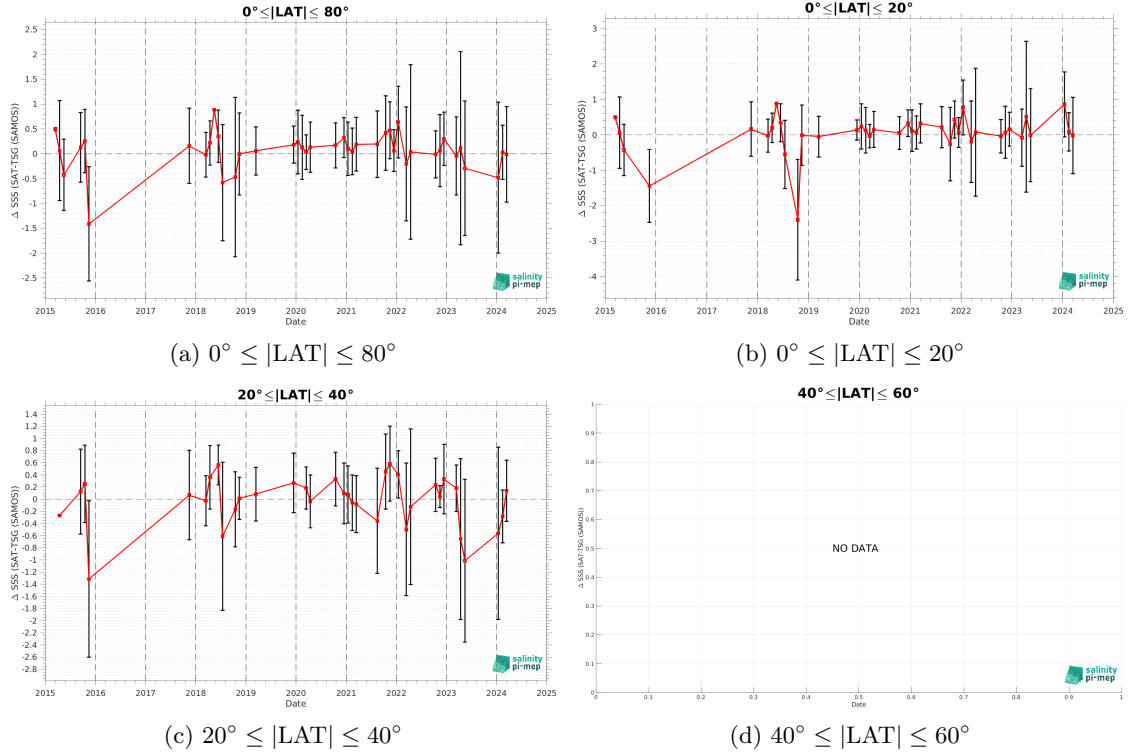 0°≤|LAT|≤ 80°
2.5
2
1.5
1
0.5
0
-0.5
-1
-1.5
-2
-2.5
Δ SSS (SAT-TSG (SAMOS))
2015 2016 2017 2018 2019 2020 2021 2022 2023 2024 2025
Date
salinity
pi-mep
(a) 0° ≤ |LAT| ≤ 80°
0°≤|LAT|≤ 20°
3
2
1
0
-1
-2
-3
-4
Δ SSS (SAT-TSG (SAMOS))
2015 2016 2017 2018 2019 2020 2021 2022 2023 2024 2025
Date
salinity
pi-mep
(b) 0° ≤ |LAT| ≤ 20°
20°≤|LAT|≤ 40°
1.4
1.2
1
0.8
0.6
0.4
0.2
0
-0.2
-0.4
-0.6
-0.8
-1
-1.2
-1.4
-1.6
-1.8
-2
-2.2
-2.4
-2.6
-2.8
Δ SSS (SAT-TSG (SAMOS))
2015 2016 2017 2018 2019 2020 2021 2022 2023 2024 2025
Date
salinity
pi-mep
(c) 20° ≤ |LAT| ≤ 40°
40°≤|LAT|≤ 60°
1
0.9
0.8
0.7
0.6
0.5
0.4
0.3
0.2
0.1
0
Δ SSS (SAT-TSG (SAMOS))
NO DATA
0 0.1 0.2 0.3 0.4 0.5 0.6 0.7 0.8 0.9 1
Date
salinity
pi-mep
(d) 40° ≤ |LAT| ≤ 60°